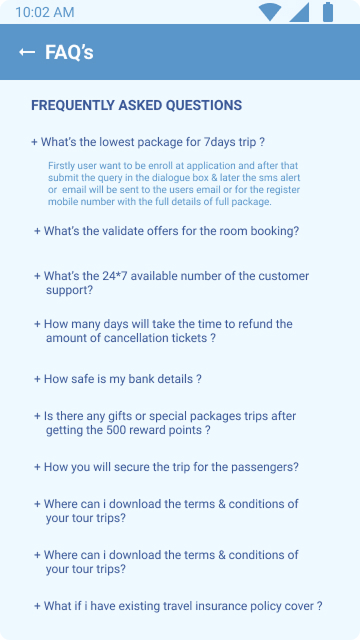 10:02 AM
← FAQ's
FREQUENTLY ASKED QUESTIONS
+ What's the lowest package for 7days trip ?
Firstly user want to be enroll at application and after that
submit the query in the dialogue box & later the sms alert
or email will be sent to the users email or for the register
mobile number with the full details of full package.
+ What's the validate offers for the room booking?
+ What's the 24*7 available number of the customer
support?
+ How many days will take the time to refund the
amount of cancellation tickets ?
+ How safe is my bank details ?
+ Is there any gifts or special packages trips after
getting the 500 reward points ?
+ How you will secure the trip for the passengers?
+ Where can i download the terms & conditions of
your tour trips?
+ Where can i download the terms & conditions of
your tour trips?
+ What if i have existing travel insurance policy cover ?